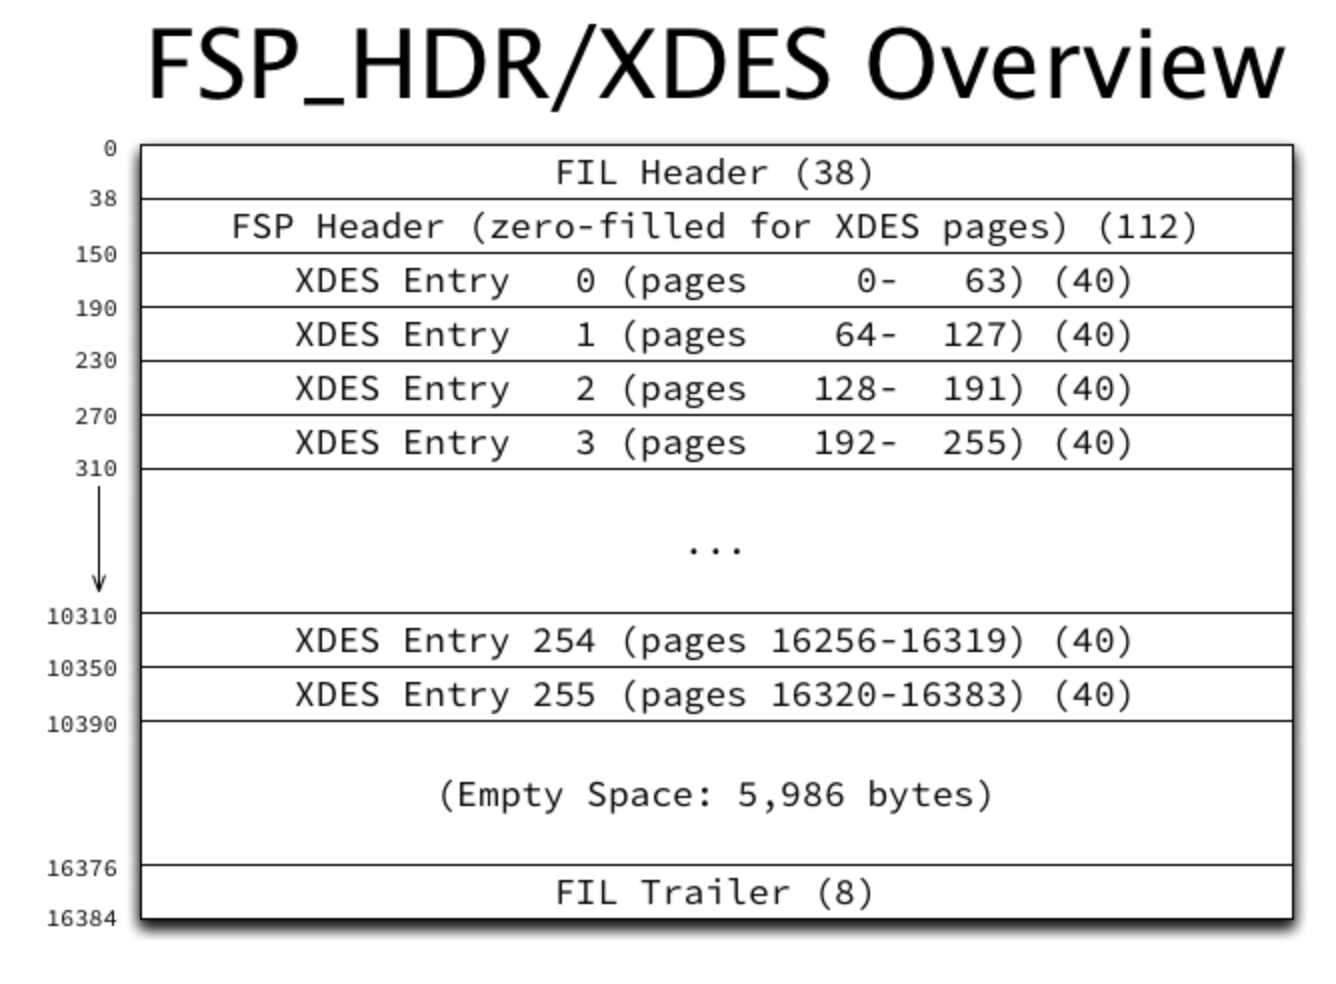 FSP_HDR/XDES Overview
0
FIL Header (38)
38
FSP Header (zero-filled for XDES pages) (112)
150
XDES Entry   0 (pages     0-   63) (40)
190
XDES Entry   1 (pages    64-  127) (40)
230
XDES Entry   2 (pages   128-  191) (40)
270
XDES Entry   3 (pages   192-  255) (40)
310
...
10310
XDES Entry 254 (pages 16256-16319) (40)
10350
XDES Entry 255 (pages 16320-16383) (40)
10390
(Empty Space: 5,986 bytes)
16376
FIL Trailer (8)
16384